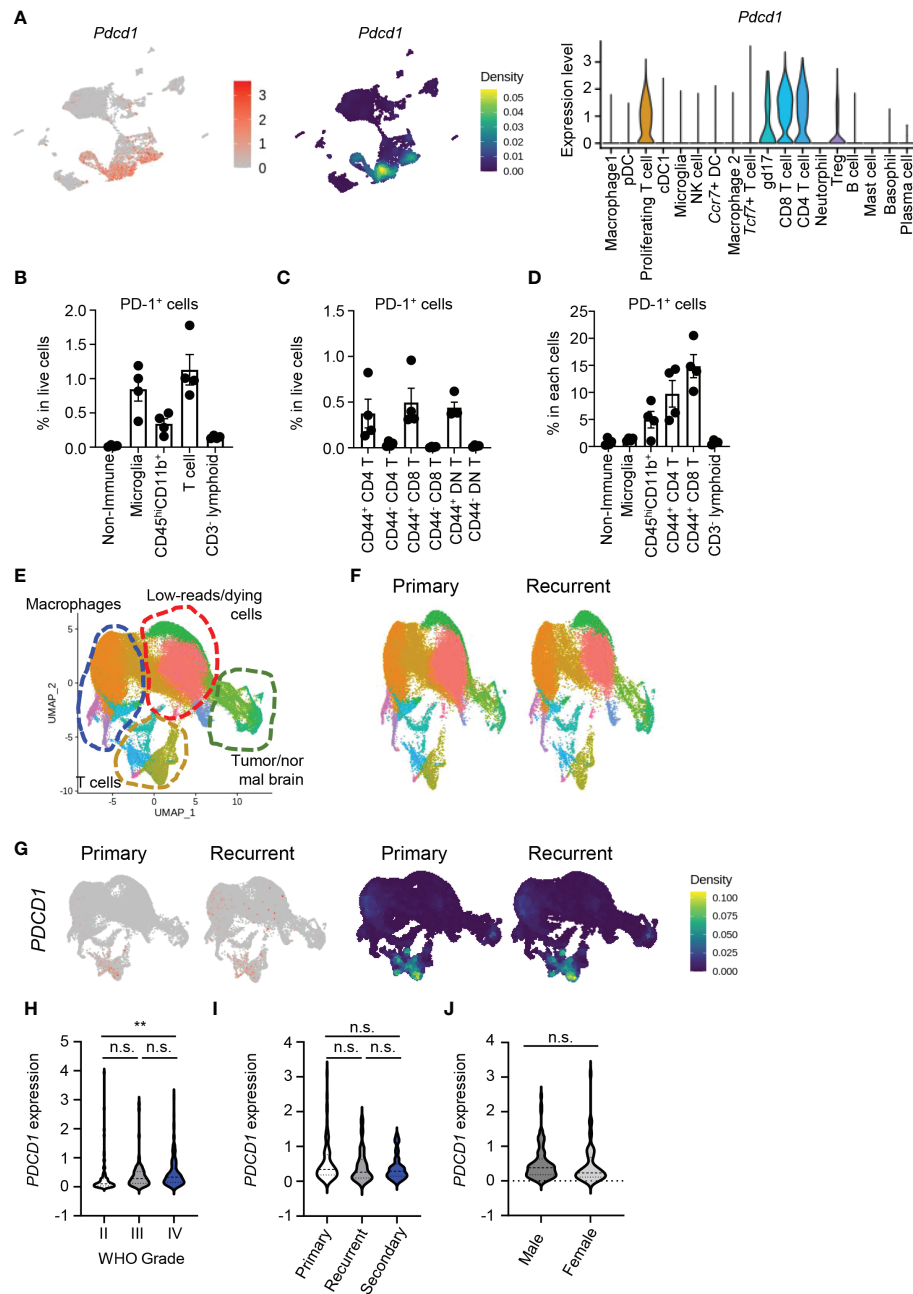 A
Pdcd1
3
2
1
0
Pdcd1
Density
0.05
0.04
0.03
0.02
0.01
0.00
Pdcd1
Expression level
3
2
1
0
Macrophage1
pDC
Proliferating T cell
cDC1
Microglia
NK cell
Ccr7+ DC
Macrophage 2
Tcf7+ T cell
gd17
CD8 T cell
CD4 T cell
Neutorphil
Treg
B cell
Mast cell
Basophil
Plasma cell
B
PD-1+ cells
% in live cells
2.0
1.5
1.0
0.5
0.0
Non-Immune
Microglia
CD45hiCD11b+
T cell
CD3- lymphoid
C
PD-1+ cells
% in live cells
1.5
1.0
0.5
0.0
CD44+ CD4 T
CD44- CD4 T
CD44+ CD8 T
CD44- CD8 T
CD44+ DN T
CD44- DN T
D
PD-1+ cells
% in each cells
25
20
15
10
5
0
Non-Immune
Microglia
CD45hiCD11b+
CD44+ CD4 T
CD44+ CD8 T
CD3- lymphoid
E
Macrophages
Low-reads/dying
cells
T cells
Tumor/nor
mal brain
UMAP_2
5
0
-5
-10
-5
0
5
10
UMAP_1
F
Primary
Recurrent
G
PDCD1
Primary
Recurrent
Primary
Recurrent
Density
0.100
0.075
0.050
0.025
0.000
H
**
n.s.
n.s.
PDCD1 expression
5
4
3
2
1
0
-1
II
III
IV
WHO Grade
I
n.s.
n.s.
n.s.
PDCD1 expression
4
3
2
1
0
-1
Primary
Recurrent
Secondary
J
n.s.
PDCD1 expression
4
3
2
1
0
-1
Male
Female